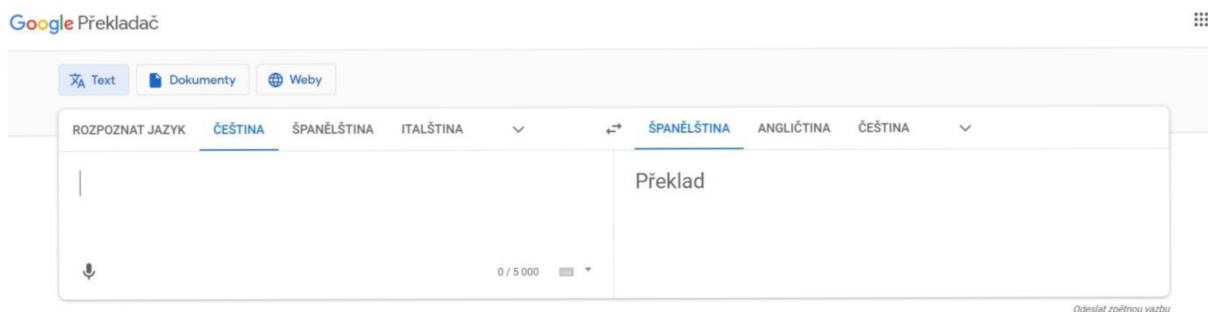 Google Překladač
Text Dokumenty Weby
ROZPOZNAT JAZYK ČEŠTINA ŠPANĚLŠTINA ITALŠTINA ŠPANĚLŠTINA ANGLIČTINA ČEŠTINA
Překlad
0 / 5 000
Odeslat zpětnou vazbu